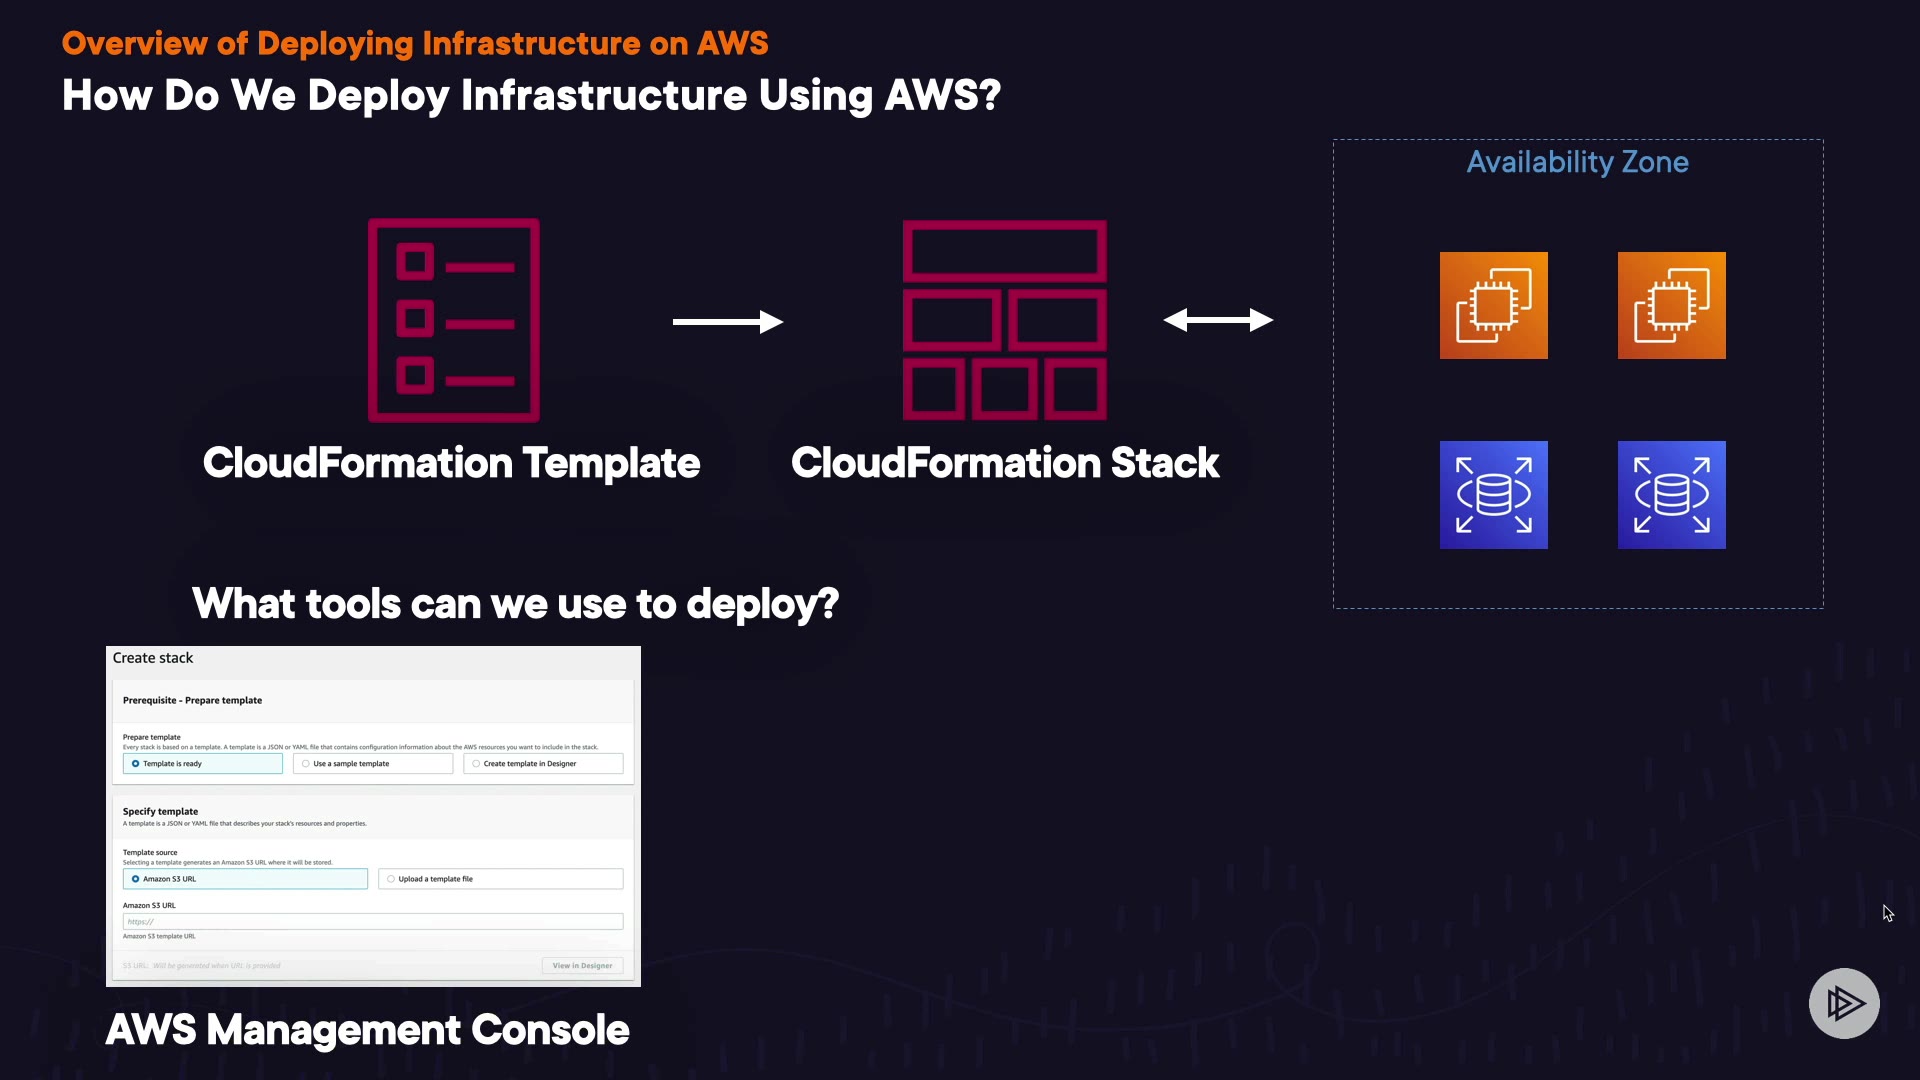 Overview of Deploying Infrastructure on AWS
How Do We Deploy Infrastructure Using AWS?
Availability Zone
CloudFormation Template
CloudFormation Stack
What tools can we use to deploy?
Create stack
Prerequisite - Prepare template
Prepare template
Every stack is based on a template. A template is a JSON or YAML file that contains configuration information about the AWS resources you want to include in the stack.
Template is ready
Use a sample template
Create template in Designer
Specify template
A template is a JSON or YAML file that describes your stack's resources and properties.
Template source
Selecting a template generates an Amazon S3 URL where it will be stored.
Amazon S3 URL
Upload a template file
Amazon S3 URL
https://
Amazon S3 template URL
S3 URL: Will be generated when URL is provided
View in Designer
AWS Management Console